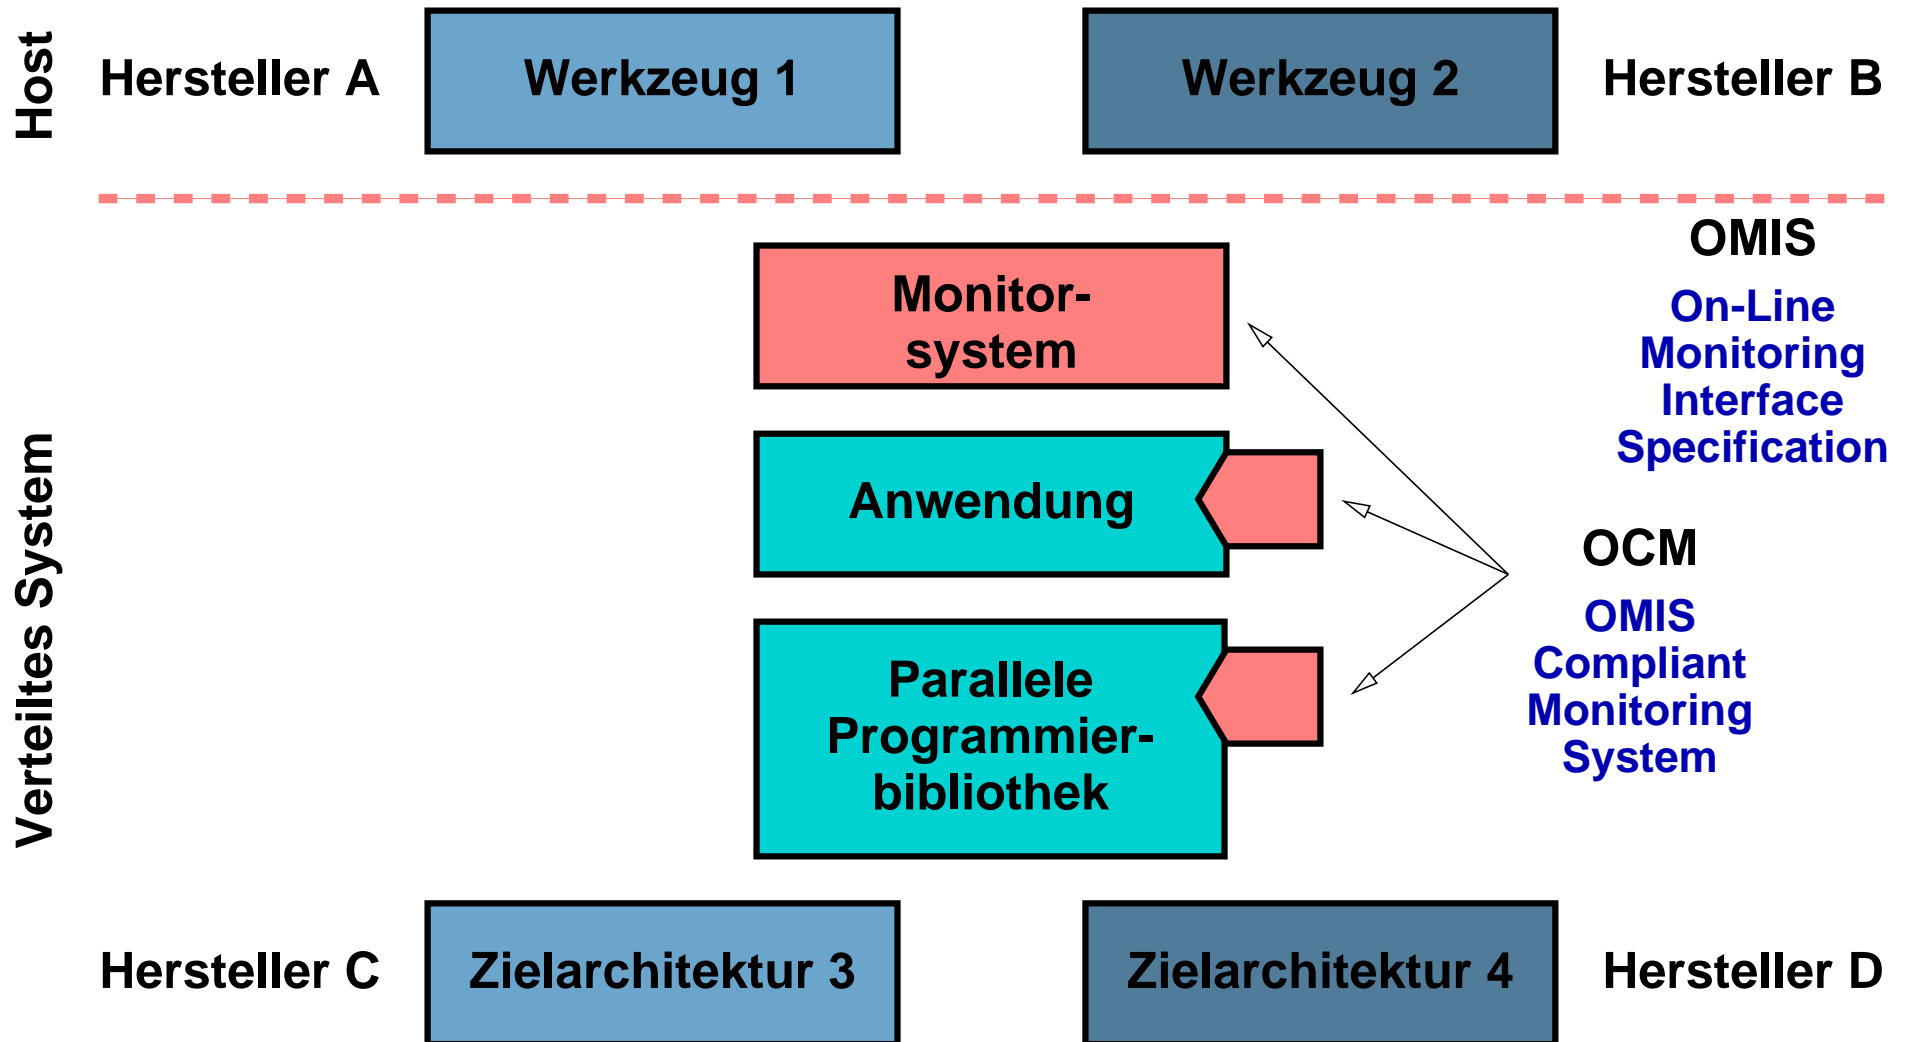 Host
Hersteller A
Werkzeug 1
Werkzeug 2
Hersteller B
OMIS
On-Line
Monitoring
Interface
Specification
Verteiltes System
Monitor-
system
Anwendung
Parallele
Programmier-
bibliothek
OCM
OMIS
Compliant
Monitoring
System
Hersteller C
Zielarchitektur 3
Zielarchitektur 4
Hersteller D